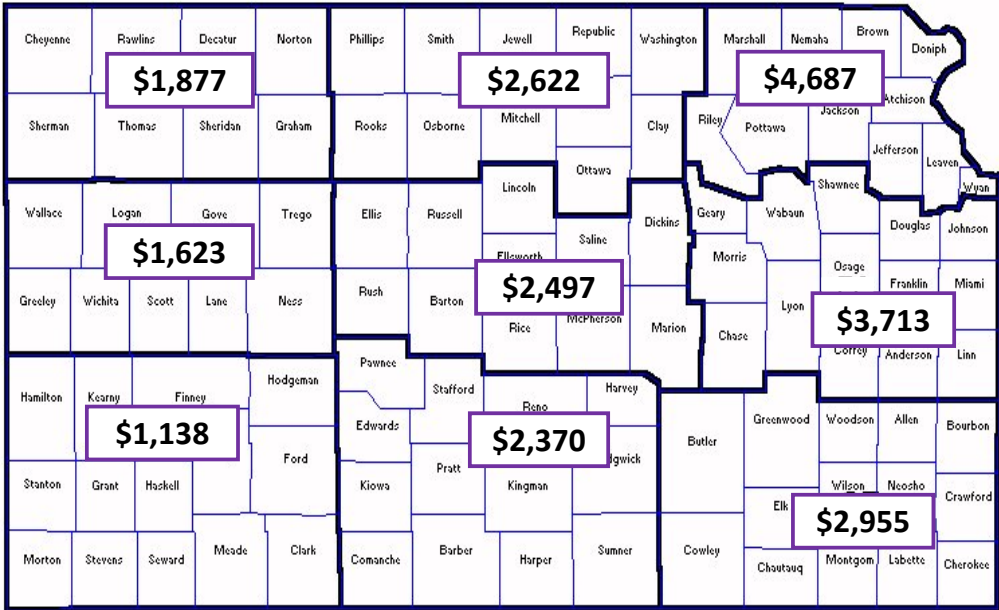 Cheyenne Rawlins Decatur Norton Phillips Smith Jewell Republic Washington Marshall Nemaha Brown Doniph
$1,877 $2,622 $4,687
Sherman Thomas Sheridan Graham Rooks Osborne Mitchell Clay Riley Pottawa Jackson Atchison
Ottawa Jefferson Leaven Wyan
Wallace Logan Gove Trego Ellis Russell Lincoln Saline Dickins Geary Wabaun Shawnee Douglas Johnson
$1,623 Ellsworth Morris Osage
$2,497 $3,713
Greeley Wichita Scott Lane Ness Rush Barton Rice McPherson Marion Chase Lyon Franklin Miami
Coffey Anderson Linn
Hamilton Kearny Finney Hodgeman Pawnee Stafford Reno Harvey Butler Greenwood Woodson Allen Bourbon
$1,138 $2,370
Edwards dgwick
Stanton Grant Haskell Ford Kiowa Pratt Kingman Elk Wilson Neosho Crawford
$2,955
Morton Stevens Seward Meade Clark Comanche Barber Harper Sumner Cowley Chautauq Montgom Labette Cherokee